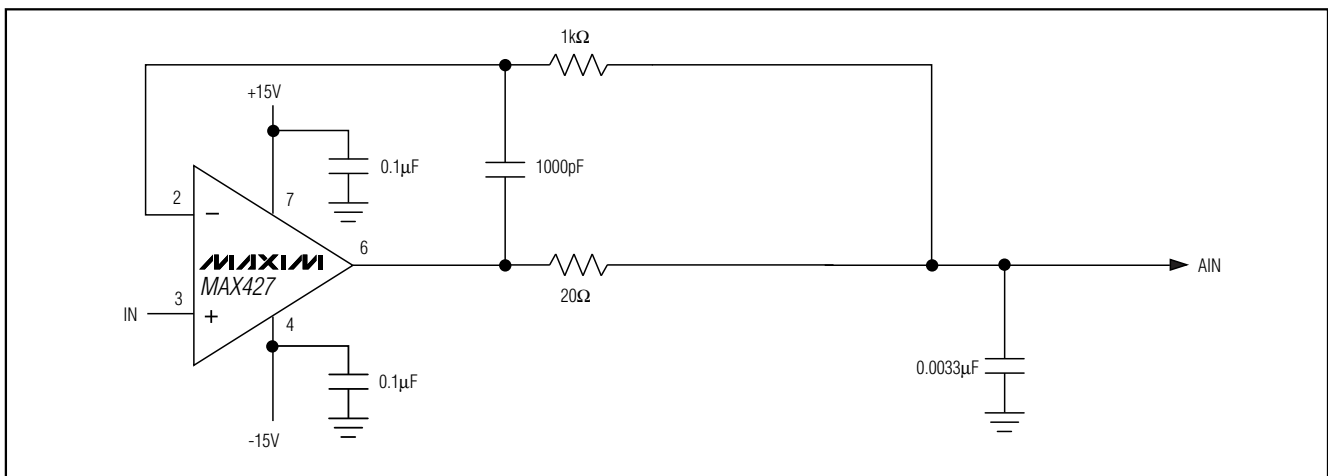 1kΩ
+15V
0.1µF
1000pF
2
7
−
6
MAXIM
MAX427
3
+
IN
4
20Ω
AIN
0.0033µF
0.1µF
-15V